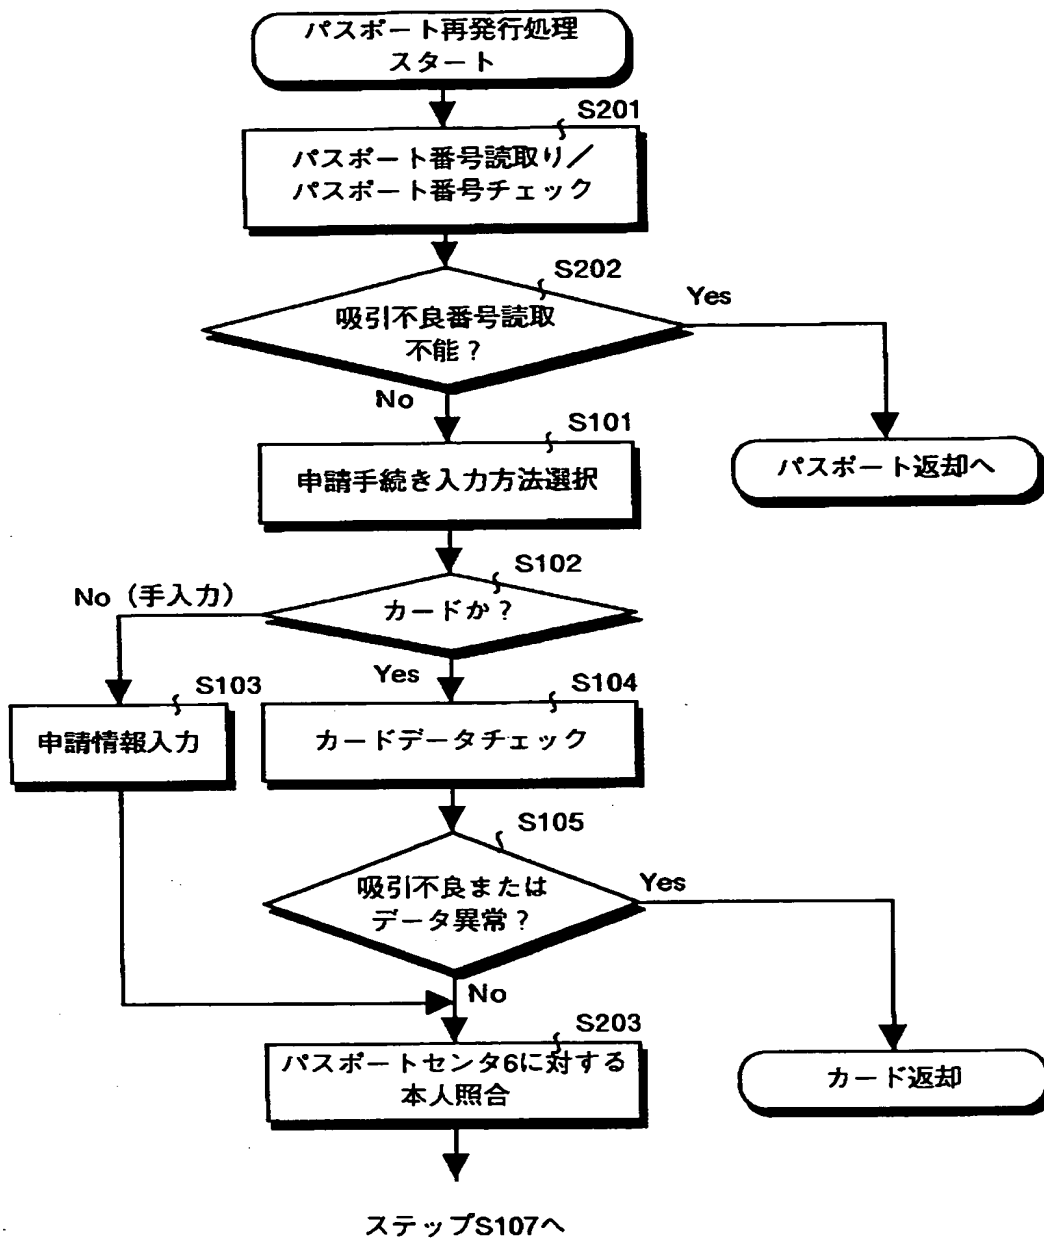 パスポート再発行処理
スタート
S201
パスポート番号読取り／
パスポート番号チェック
S202
吸引不良番号読取
不能？
Yes
No
S101
申請手続き入力方法選択
パスポート返却へ
S102
カードか？
No（手入力）
Yes
S103
申請情報入力
S104
カードデータチェック
S105
吸引不良または
データ異常？
Yes
No
S203
パスポートセンタ6に対する
本人照合
カード返却
ステップS107へ